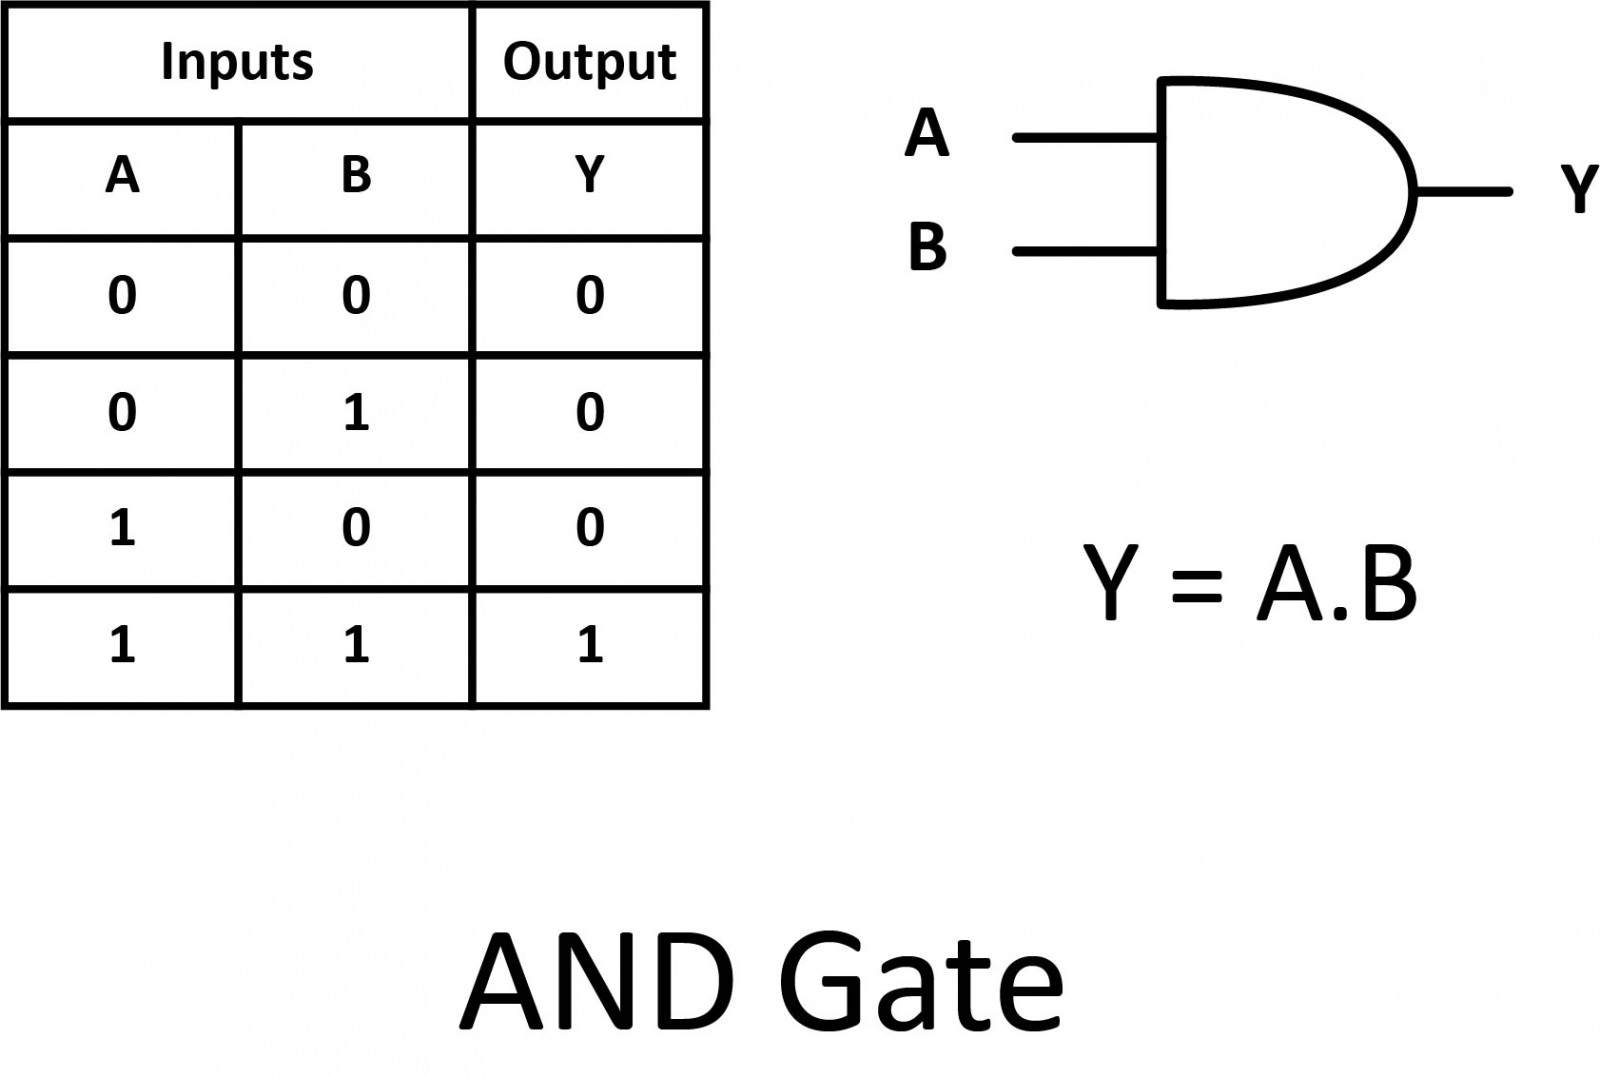 Inputs Output
A B Y
0 0 0
0 1 0
1 0 0
1 1 1
A
B
Y
Y = A.B
AND Gate